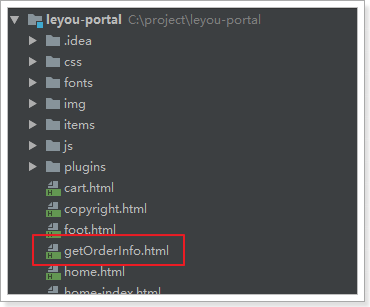 leyou-portal C:\project\leyou-portal
.idea
css
fonts
img
items
js
plugins
cart.html
copyright.html
foot.html
getOrderInfo.html
home.html
home-index.html